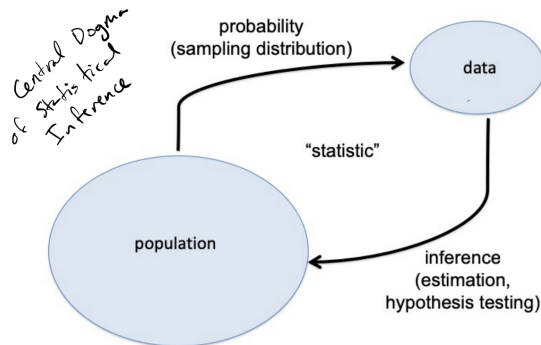 Central Dogma
of Statistical
Inference
probability
(sampling distribution)
data
"statistic"
population
inference
(estimation,
hypothesis testing)